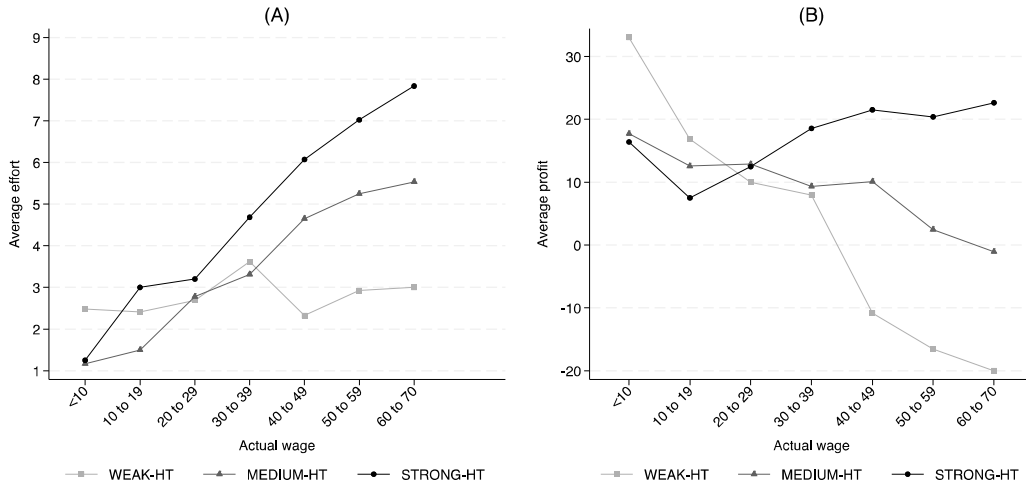 (A)
Average effort
9
8
7
6
5
4
3
2
1
<10
10 to 19
20 to 29
30 to 39
40 to 49
50 to 59
60 to 70
Actual wage
WEAK-HT MEDIUM-HT STRONG-HT
(B)
Average profit
30
20
10
0
-10
-20
<10
10 to 19
20 to 29
30 to 39
40 to 49
50 to 59
60 to 70
Actual wage
WEAK-HT MEDIUM-HT STRONG-HT